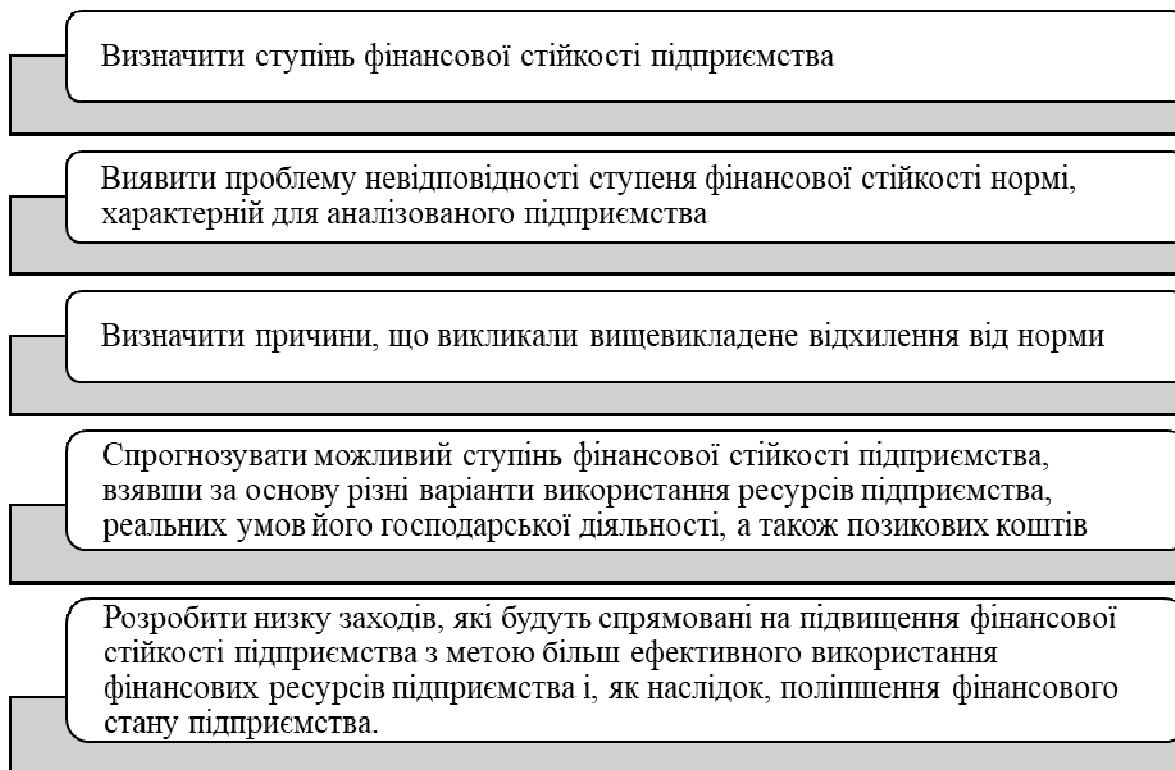 Визначити ступінь фінансової стійкості підприємства
Виявити проблему невідповідності ступеня фінансової стійкості нормі,
характерній для аналізованого підприємства
Визначити причини, що викликали вищевикладене відхилення від норми
Спрогнозувати можливий ступінь фінансової стійкості підприємства,
взявши за основу різні варіанти використання ресурсів підприємства,
реальних умов його господарської діяльності, а також позикових коштів
Розробити низку заходів, які будуть спрямовані на підвищення фінансової
стійкості підприємства з метою більш ефективного використання
фінансових ресурсів підприємства і, як наслідок, поліпшення фінансового
стану підприємства.